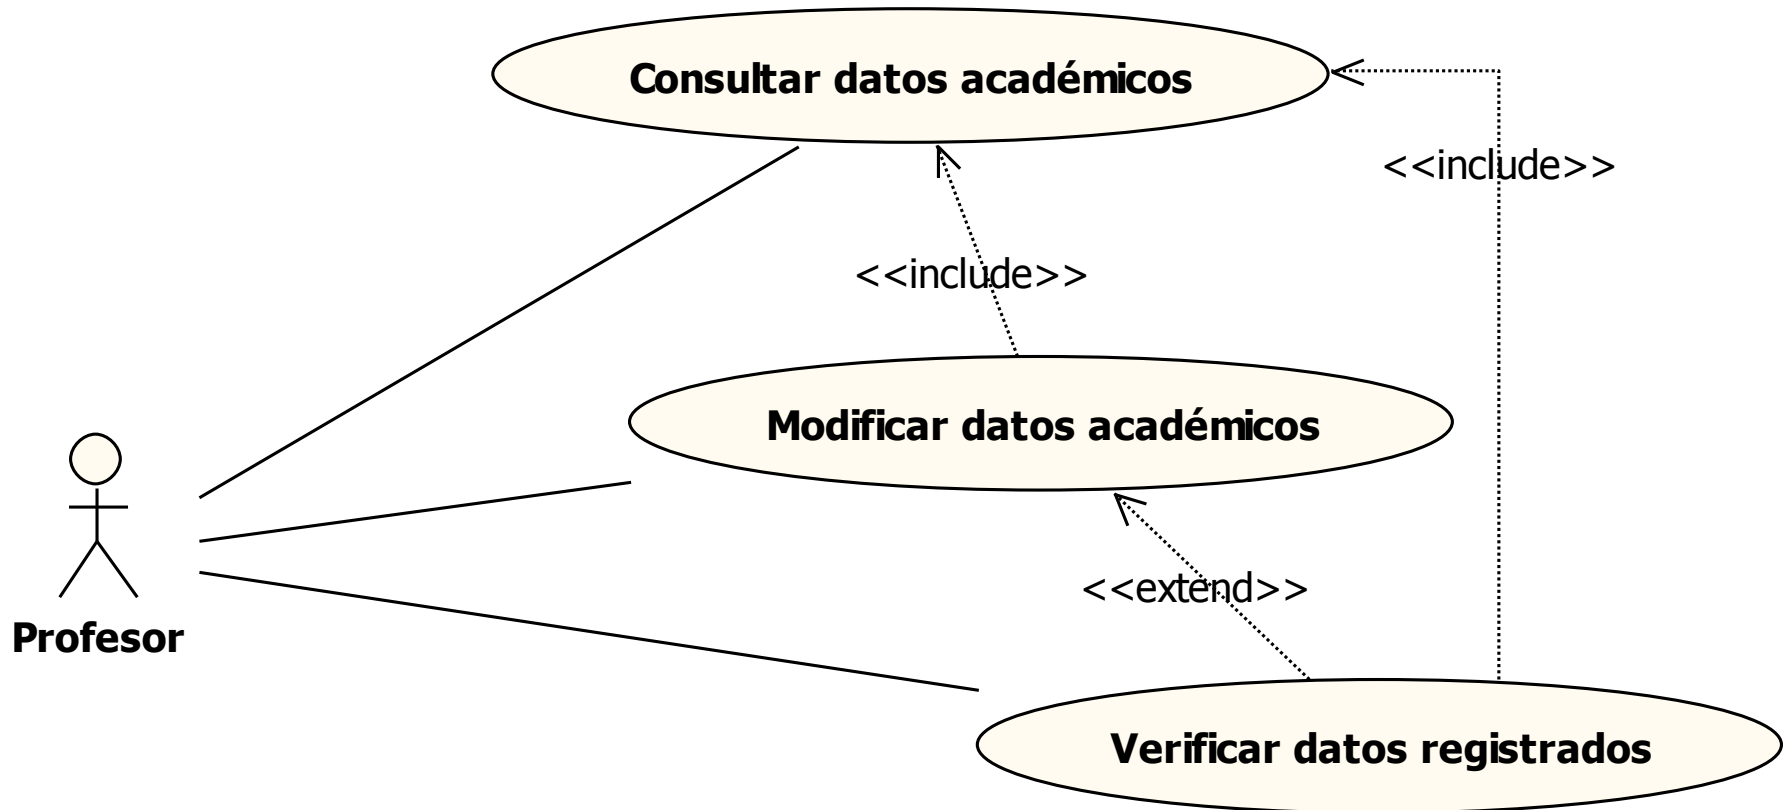 Consultar datos académicos
<<include>>
<<include>>
Modificar datos académicos
<<extend>>
Profesor
Verificar datos registrados